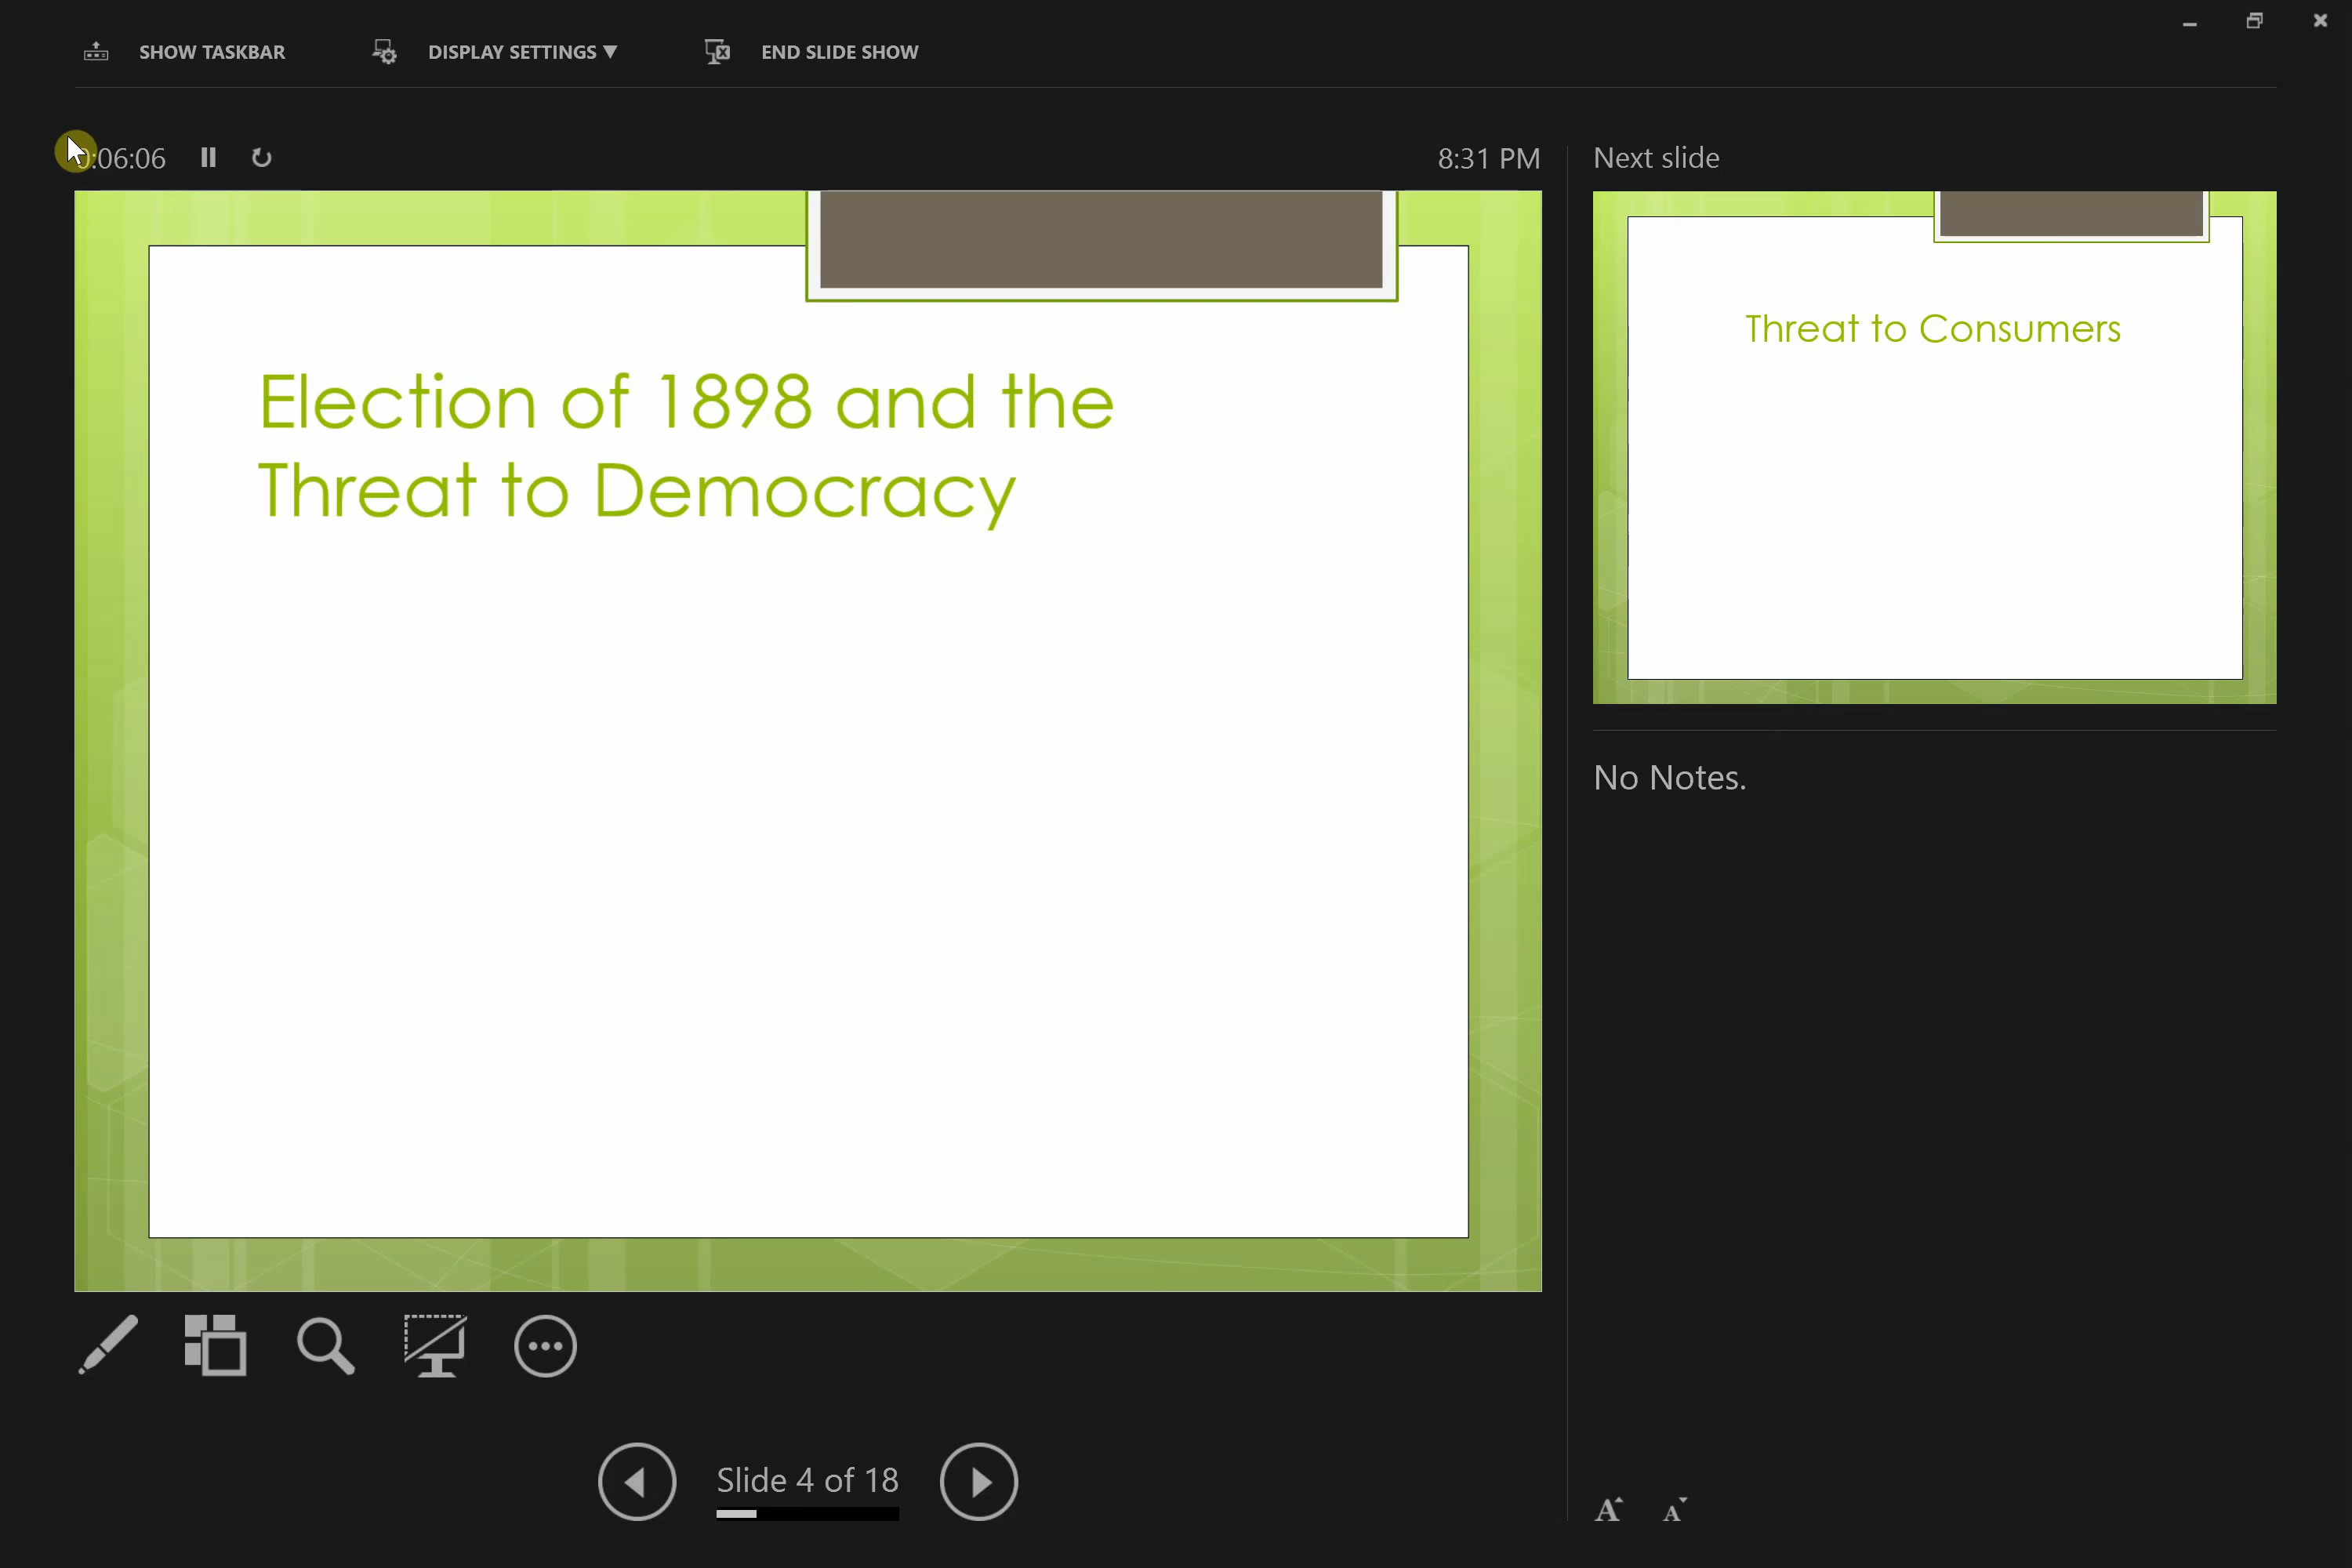 SHOW TASKBAR
DISPLAY SETTINGS ▼
END SLIDE SHOW
0:06:06
8:31 PM
Election of 1898 and the
Threat to Democracy
Next slide
Threat to Consumers
No Notes.
Slide 4 of 18
A A